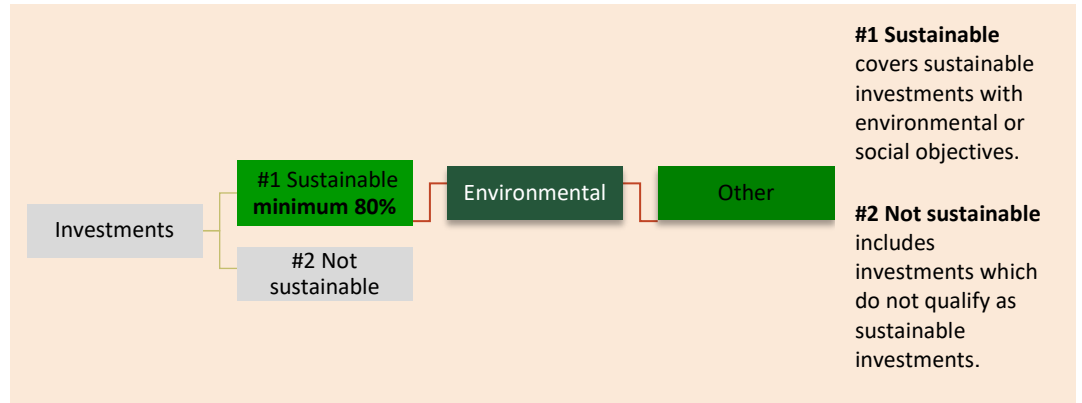 Investments
#1 Sustainable
minimum 80%
#2 Not
sustainable
Environmental
Other
#1 Sustainable
covers sustainable
investments with
environmental or
social objectives.
#2 Not sustainable
includes
investments which
do not qualify as
sustainable
investments.